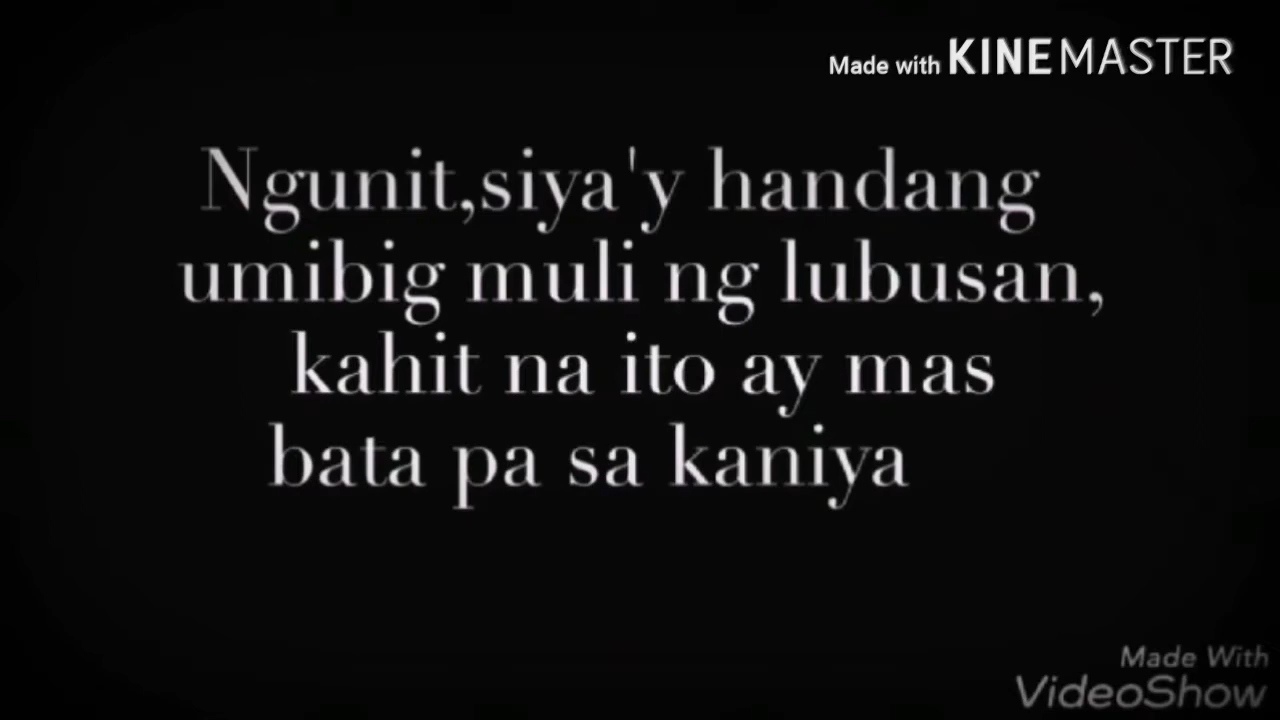 Made with KINEMASTER
Ngunit,siya'y handang
umibig muli ng lubusan,
kahit na ito ay mas
bata pa sa kaniya
Made With
VideoShow